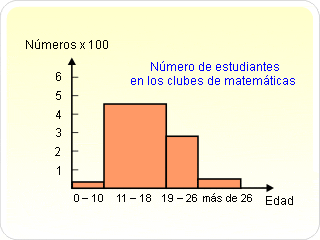 Números x 100
Número de estudiantes
en los clubes de matemáticas
6
5
4
3
2
1
0 – 10 11 – 18 19 – 26 más de 26 Edad